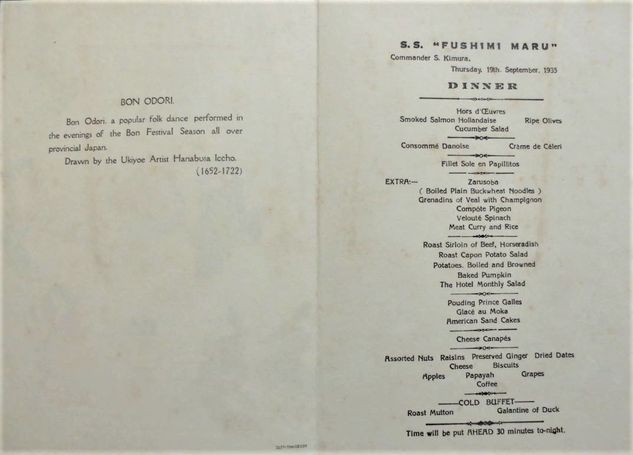 BON ODORI.
Bon Odori, a popular folk dance performed in
the evenings of the Bon Festival Season all over
provincial Japan.
Drawn by the Ukiyoe Artist Hanabusa Iccho.
(1652-1722)
S.S. "FUSHIMI MARU"
Commander S. Kimura.
Thursday, 19th. September, 1935
DINNER
Hors d'Œuvres
Smoked Salmon Hollandaise Ripe Olives
Cucumber Salad
Consommé Danoise Crème de Céleri
Fillet Sole en Papillitos
EXTRA:— Zarusoba
( Boiled Plain Buckwheat Noodles )
Grenadins of Veal with Champignon
Compôte Pigeon
Velouté Spinach
Meat Curry and Rice
Roast Sirloin of Beef, Horseradish
Roast Capon Potato Salad
Potatoes, Boiled and Browned
Baked Pumpkin
The Hotel Monthly Salad
Pouding Prince Galles
Glacé au Moka
American Sand Cakes
Cheese Canapés
Assorted Nuts Raisins Preserved Ginger Dried Dates
Cheese Biscuits
Apples Papayah Grapes
Coffee
COLD BUFFET
Roast Mutton Galantine of Duck
Time will be put AHEAD 30 minutes to-night.